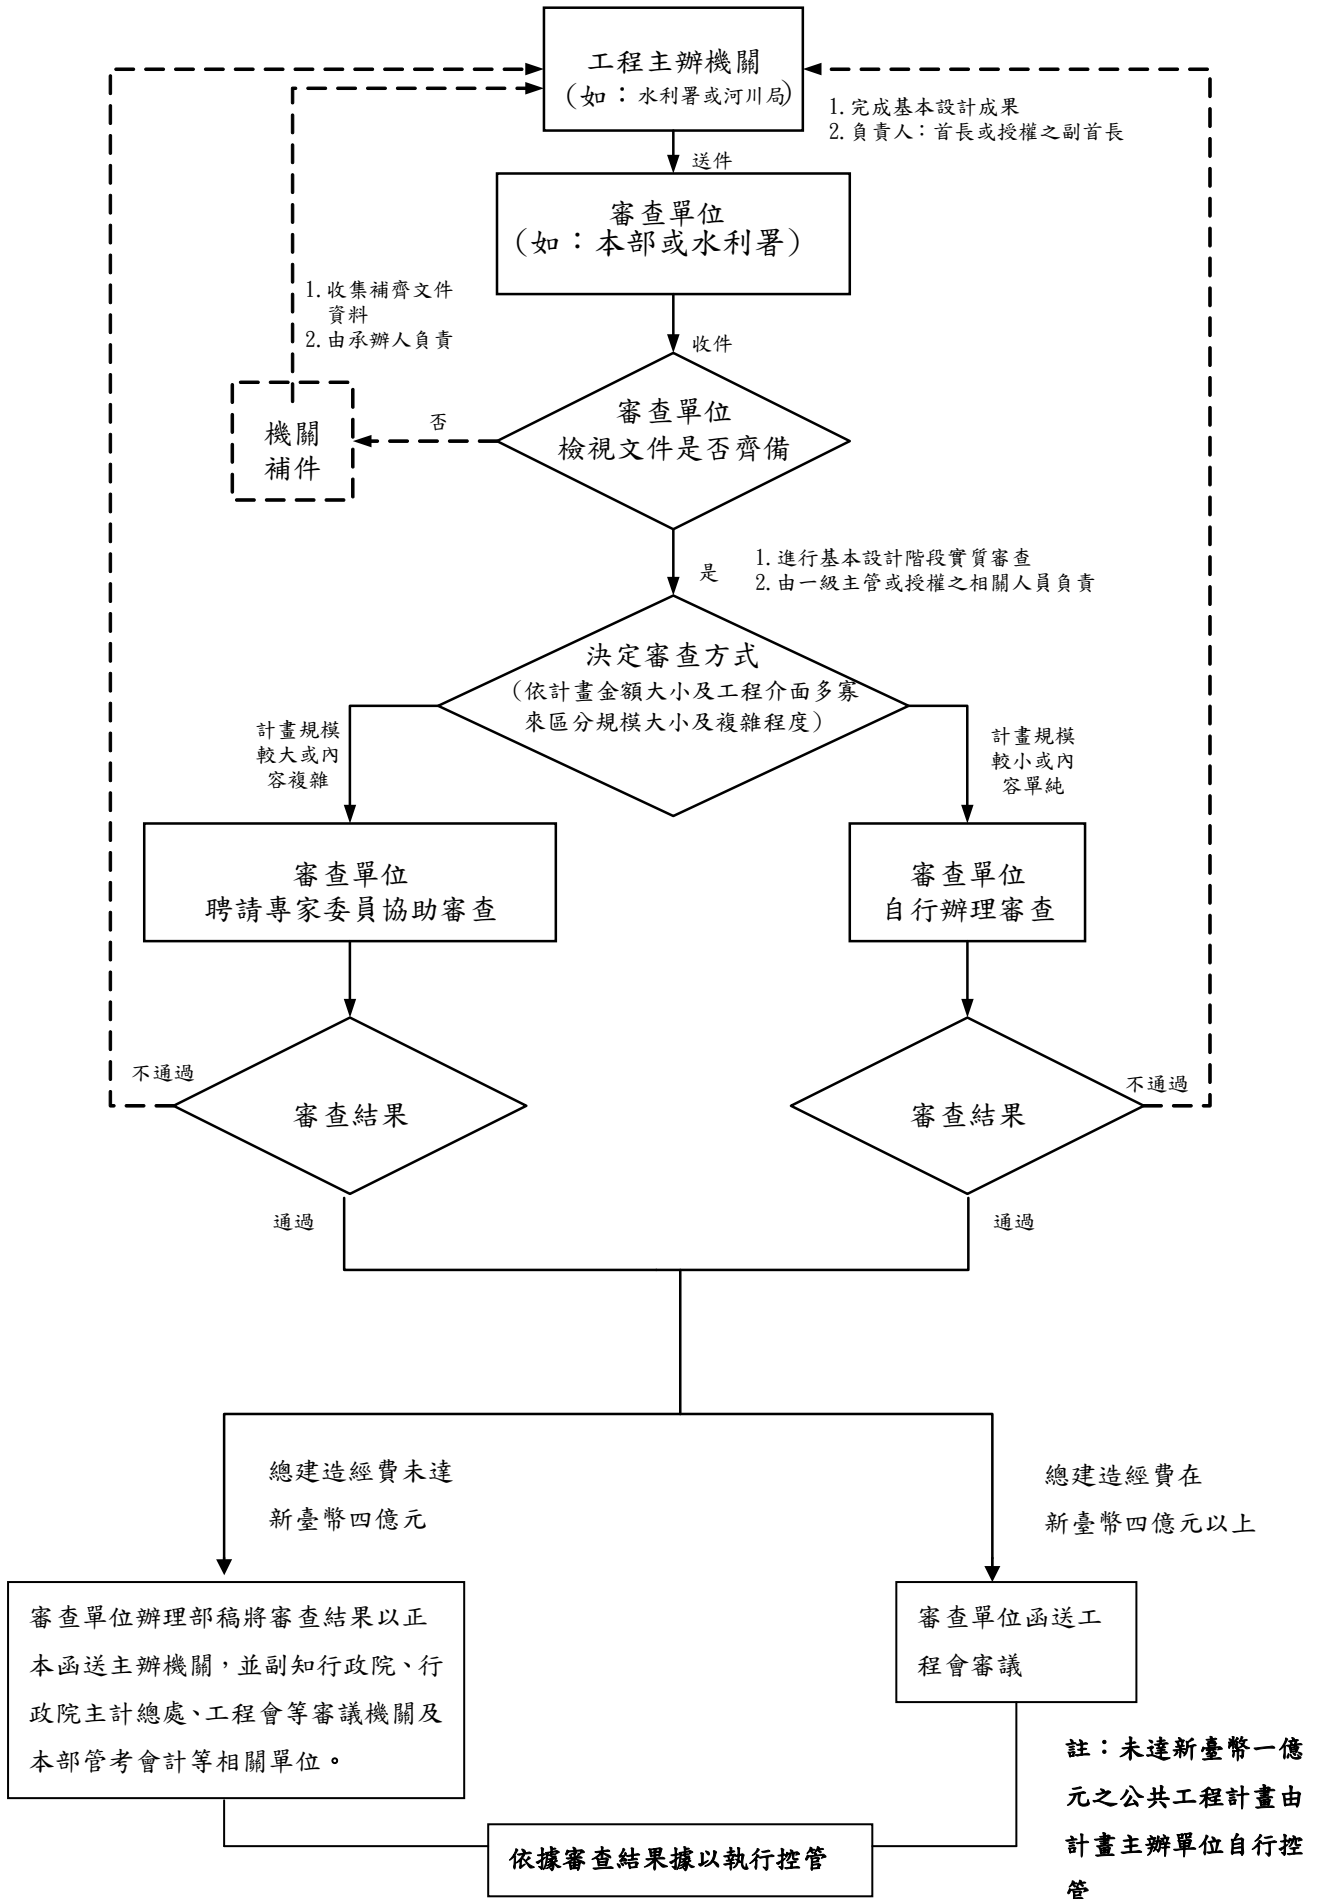 工程主辦機關
(如：水利署或河川局)
1.完成基本設計成果
2.負責人：首長或授權之副首長
送件
審查單位
(如：本部或水利署)
1.收集補齊文件
資料
2.由承辦人負責
收件
機關
補件
否
審查單位
檢視文件是否齊備
是
1.進行基本設計階段實質審查
2.由一級主管或授權之相關人員負責
決定審查方式
(依計畫金額大小及工程介面多寡
來區分規模大小及複雜程度)
計畫規模
較大或內
容複雜
計畫規模
較小或內
容單純
審查單位
聘請專家委員協助審查
審查單位
自行辦理審查
不通過
審查結果
不通過
審查結果
通過
通過
總建造經費未達
新臺幣四億元
總建造經費在
新臺幣四億元以上
審查單位辦理部稿將審查結果以正
本函送主辦機關，並副知行政院、行
政院主計總處、工程會等審議機關及
本部管考會計等相關單位。
審查單位函送工
程會審議
註：未達新臺幣一億
元之公共工程計畫由
計畫主辦單位自行控
管
依據審查結果據以執行控管